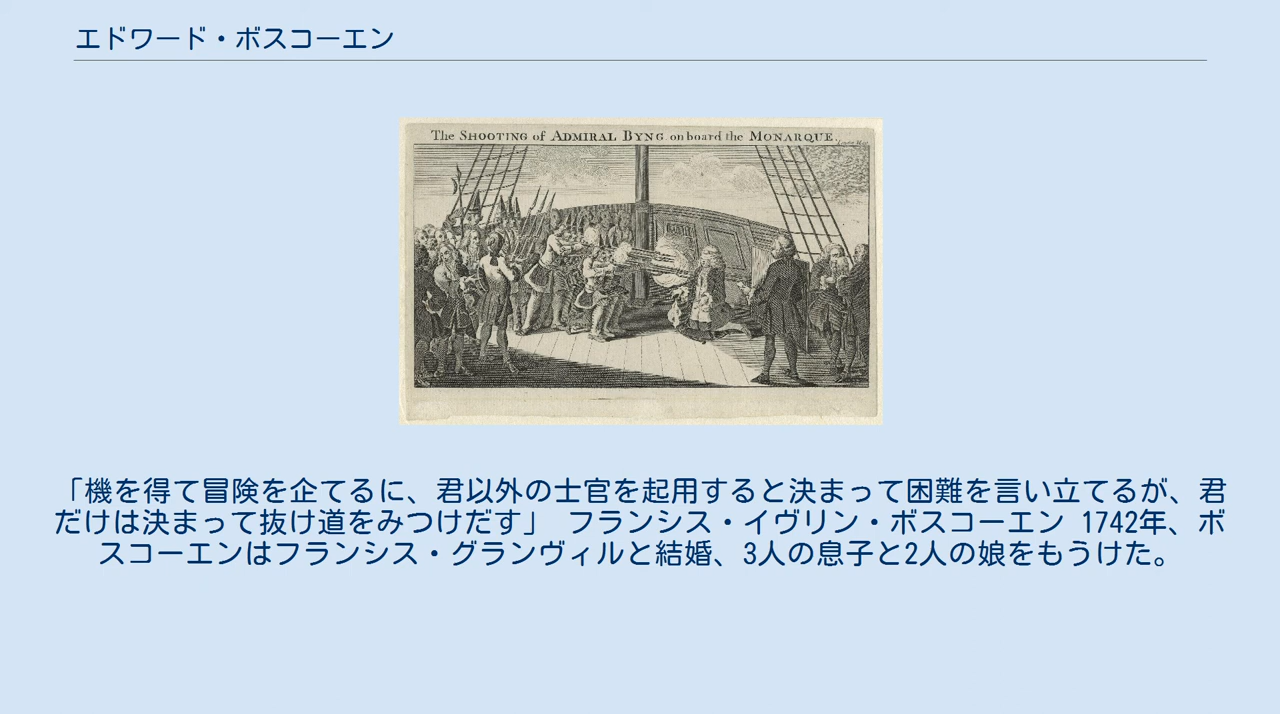 エドワード・ボスコーエン
The SHOOTING of ADMIRAL BYNG on board the MONARQUE.
「機を得て冒険を企てるに、君以外の士官を起用すると決まって困難を言い立てるが、君
だけは決まって抜け道をみつけだす」 フランシス・イヴリン・ボスコーエン 1742年、ボ
スコーエンはフランシス・グランヴィルと結婚、3人の息子と2人の娘をもうけた。